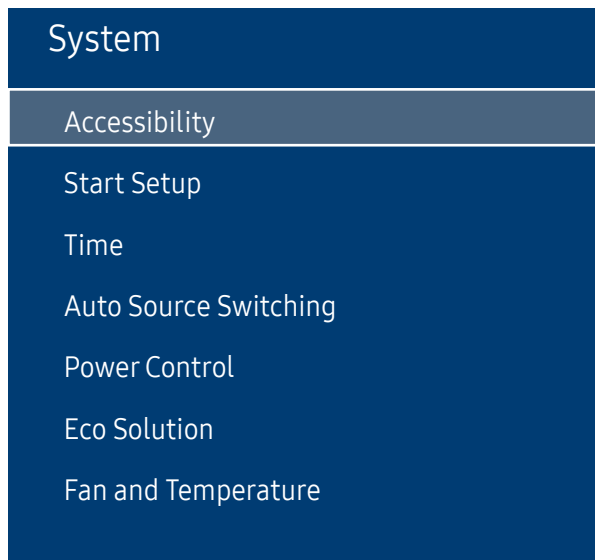 System
Accessibility
Start Setup
Time
Auto Source Switching
Power Control
Eco Solution
Fan and Temperature